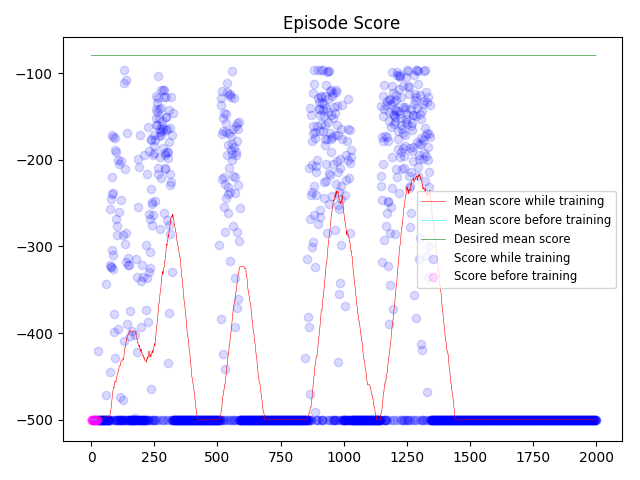 Episode Score
−100
−200
−300
−400
−500
Mean score while training
Mean score before training
Desired mean score
Score while training
Score before training
0 250 500 750 1000 1250 1500 1750 2000